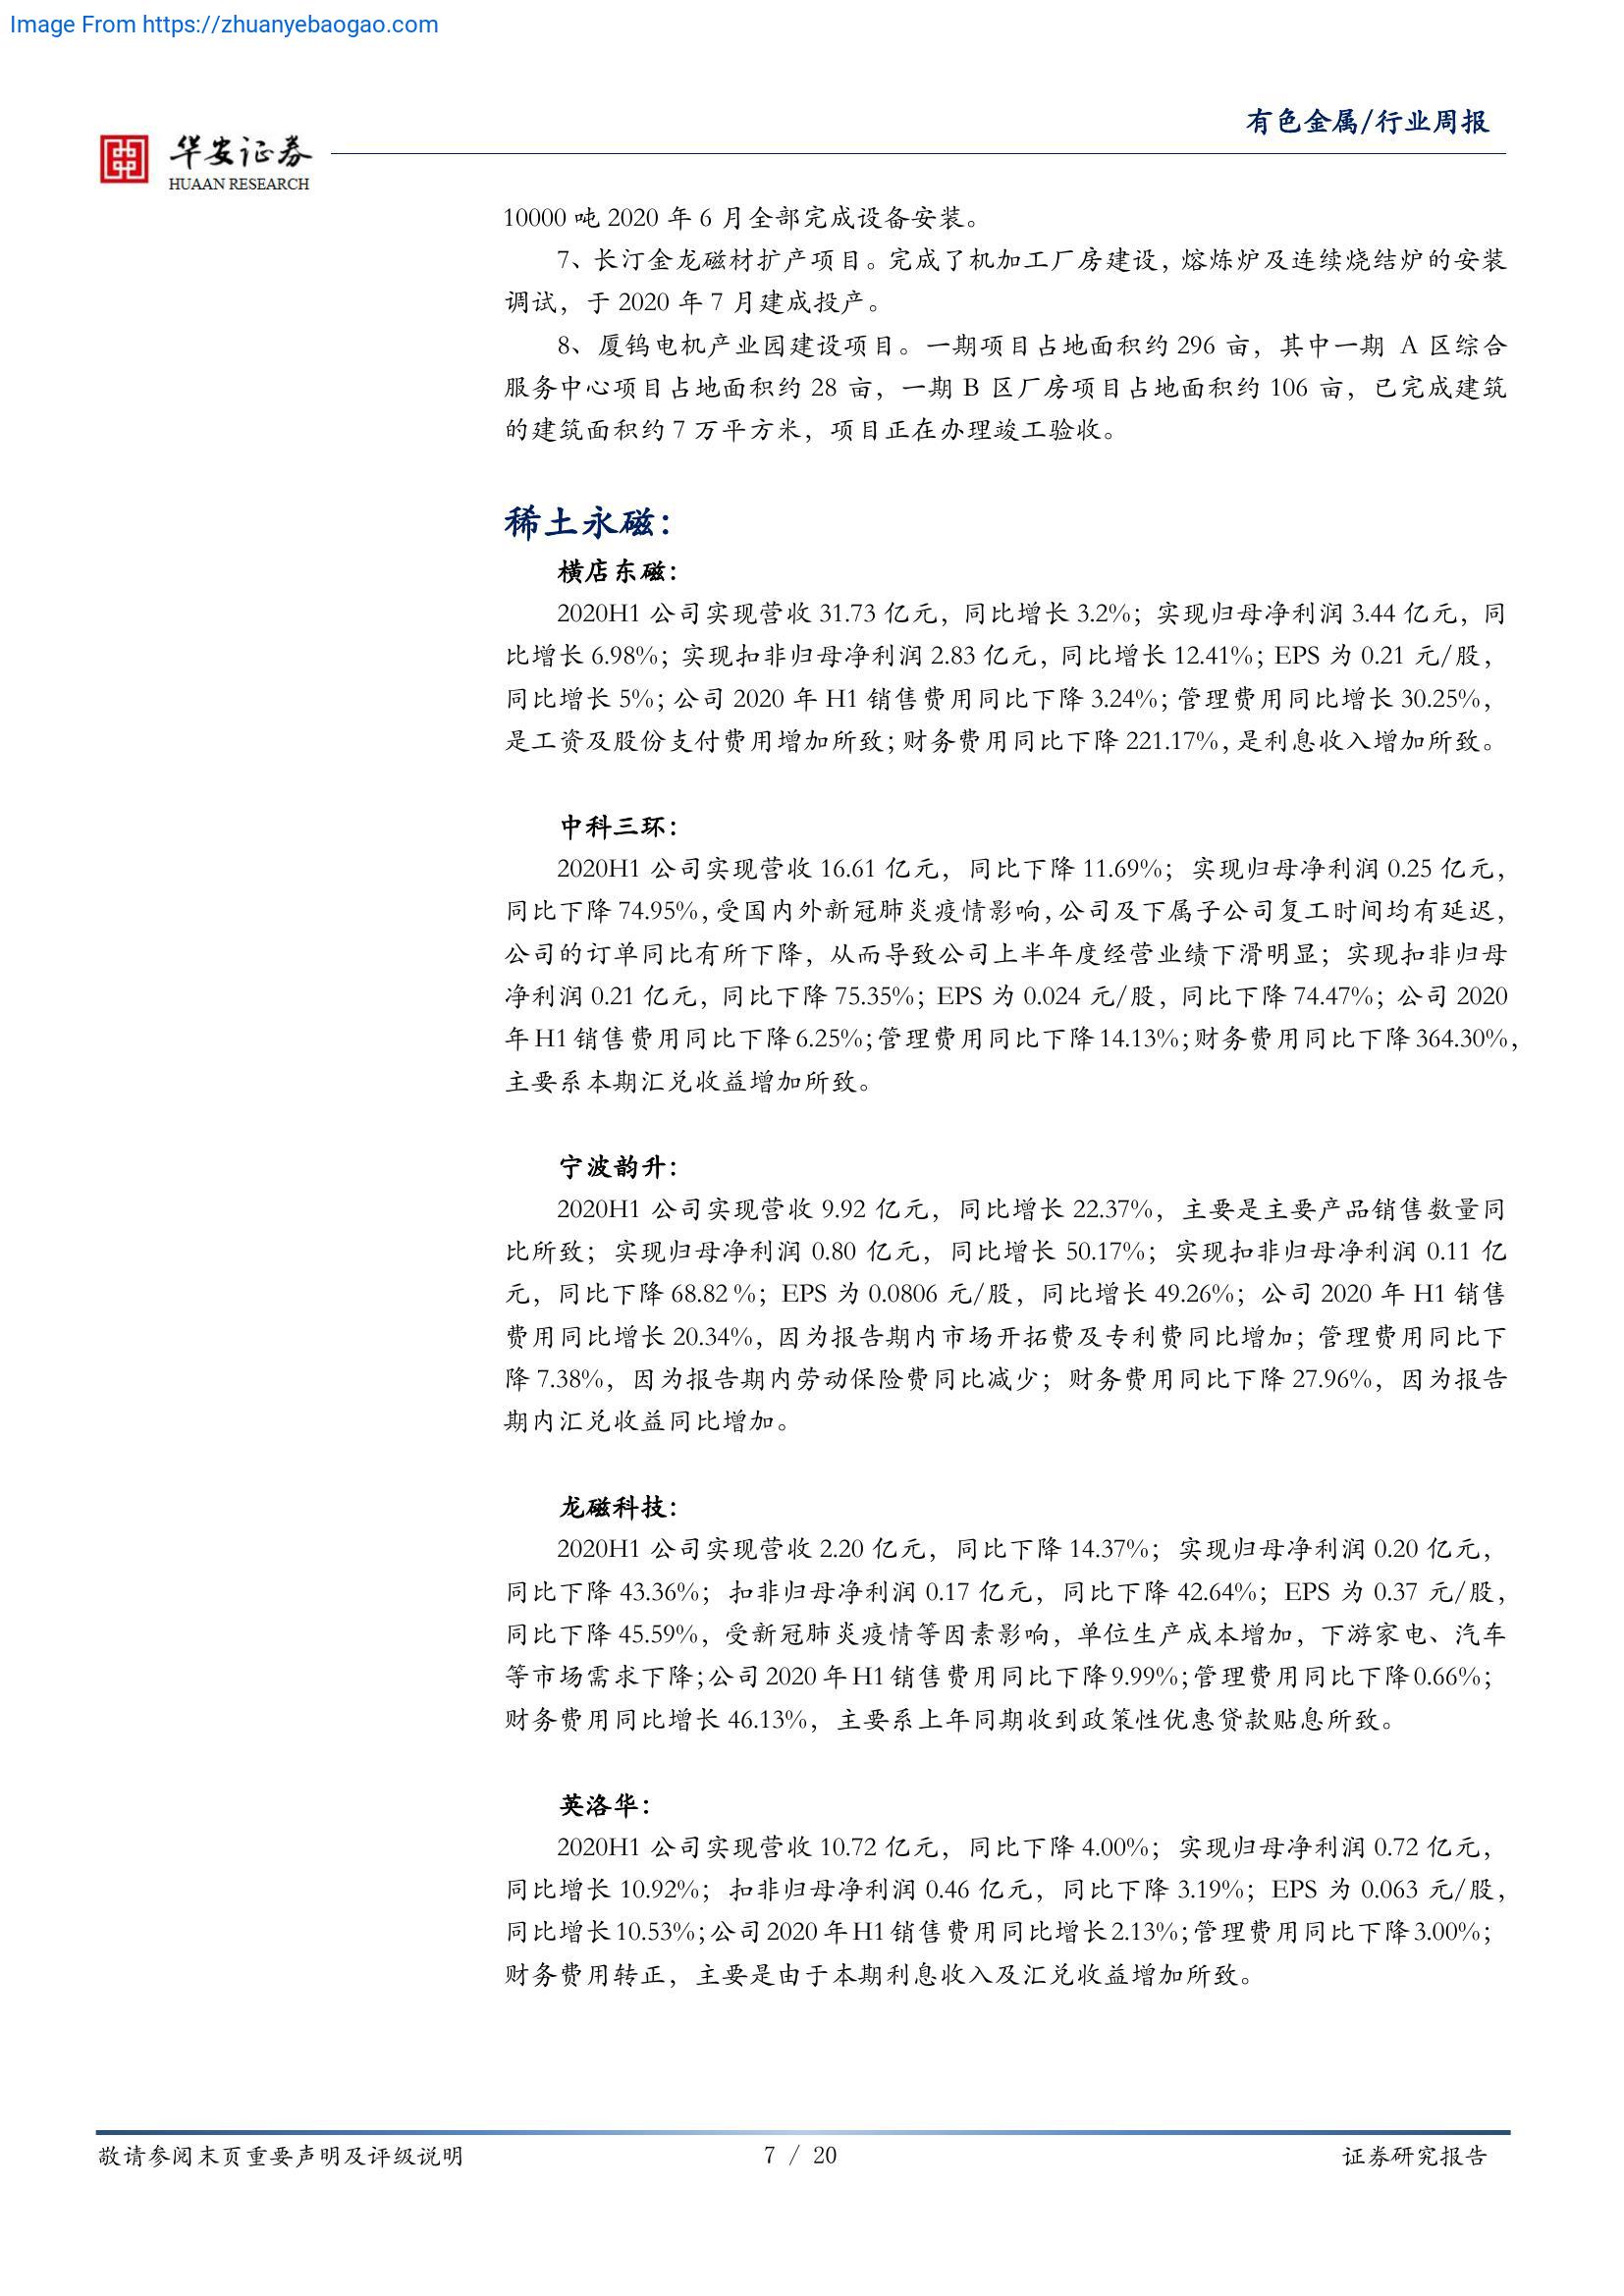 Image From https://zhuanyebaogao.com
有色金属/行业周报
华安证券
HUAAN RESEARCH
10000 吨 2020 年 6 月全部完成设备安装。
7、长汀金龙磁材扩产项目。完成了机加工厂房建设，熔炼炉及连续烧结炉的安装
调试，于 2020 年 7 月建成投产。
8、厦钨电机产业园建设项目。一期项目占地面积约 296 亩，其中一期 A 区综合
服务中心项目占地面积约 28 亩，一期 B 区厂房项目占地面积约 106 亩，已完成建筑
的建筑面积约 7 万平方米，项目正在办理竣工验收。
稀土永磁：
横店东磁：
2020H1 公司实现营收 31.73 亿元，同比增长 3.2%；实现归母净利润 3.44 亿元，同
比增长 6.98%；实现扣非归母净利润 2.83 亿元，同比增长 12.41%；EPS 为 0.21 元/股，
同比增长 5%；公司 2020 年 H1 销售费用同比下降 3.24%；管理费用同比增长 30.25%，
是工资及股份支付费用增加所致；财务费用同比下降 221.17%，是利息收入增加所致。
中科三环：
2020H1 公司实现营收 16.61 亿元，同比下降 11.69%；实现归母净利润 0.25 亿元，
同比下降 74.95%，受国内外新冠肺炎疫情影响，公司及下属子公司复工时间均有延迟，
公司的订单同比有所下降，从而导致公司上半年度经营业绩下滑明显；实现扣非归母
净利润 0.21 亿元，同比下降 75.35%；EPS 为 0.024 元/股，同比下降 74.47%；公司 2020
年 H1 销售费用同比下降 6.25%；管理费用同比下降 14.13%；财务费用同比下降 364.30%，
主要系本期汇兑收益增加所致。
宁波韵升：
2020H1 公司实现营收 9.92 亿元，同比增长 22.37%，主要是主要产品销售数量同
比所致；实现归母净利润 0.80 亿元，同比增长 50.17%；实现扣非归母净利润 0.11 亿
元，同比下降 68.82 %；EPS 为 0.0806 元/股，同比增长 49.26%；公司 2020 年 H1 销售
费用同比增长 20.34%，因为报告期内市场开拓费及专利费同比增加；管理费用同比下
降 7.38%，因为报告期内劳动保险费同比减少；财务费用同比下降 27.96%，因为报告
期内汇兑收益同比增加。
龙磁科技：
2020H1 公司实现营收 2.20 亿元，同比下降 14.37%；实现归母净利润 0.20 亿元，
同比下降 43.36%；扣非归母净利润 0.17 亿元，同比下降 42.64%；EPS 为 0.37 元/股，
同比下降 45.59%，受新冠肺炎疫情等因素影响，单位生产成本增加，下游家电、汽车
等市场需求下降；公司 2020 年 H1 销售费用同比下降 9.99%；管理费用同比下降 0.66%；
财务费用同比增长 46.13%，主要系上年同期收到政策性优惠贷款贴息所致。
英洛华：
2020H1 公司实现营收 10.72 亿元，同比下降 4.00%；实现归母净利润 0.72 亿元，
同比增长 10.92%；扣非归母净利润 0.46 亿元，同比下降 3.19%；EPS 为 0.063 元/股，
同比增长 10.53%；公司 2020 年 H1 销售费用同比增长 2.13%；管理费用同比下降 3.00%；
财务费用转正，主要是由于本期利息收入及汇兑收益增加所致。
敬请参阅末页重要声明及评级说明
7 / 20
证券研究报告